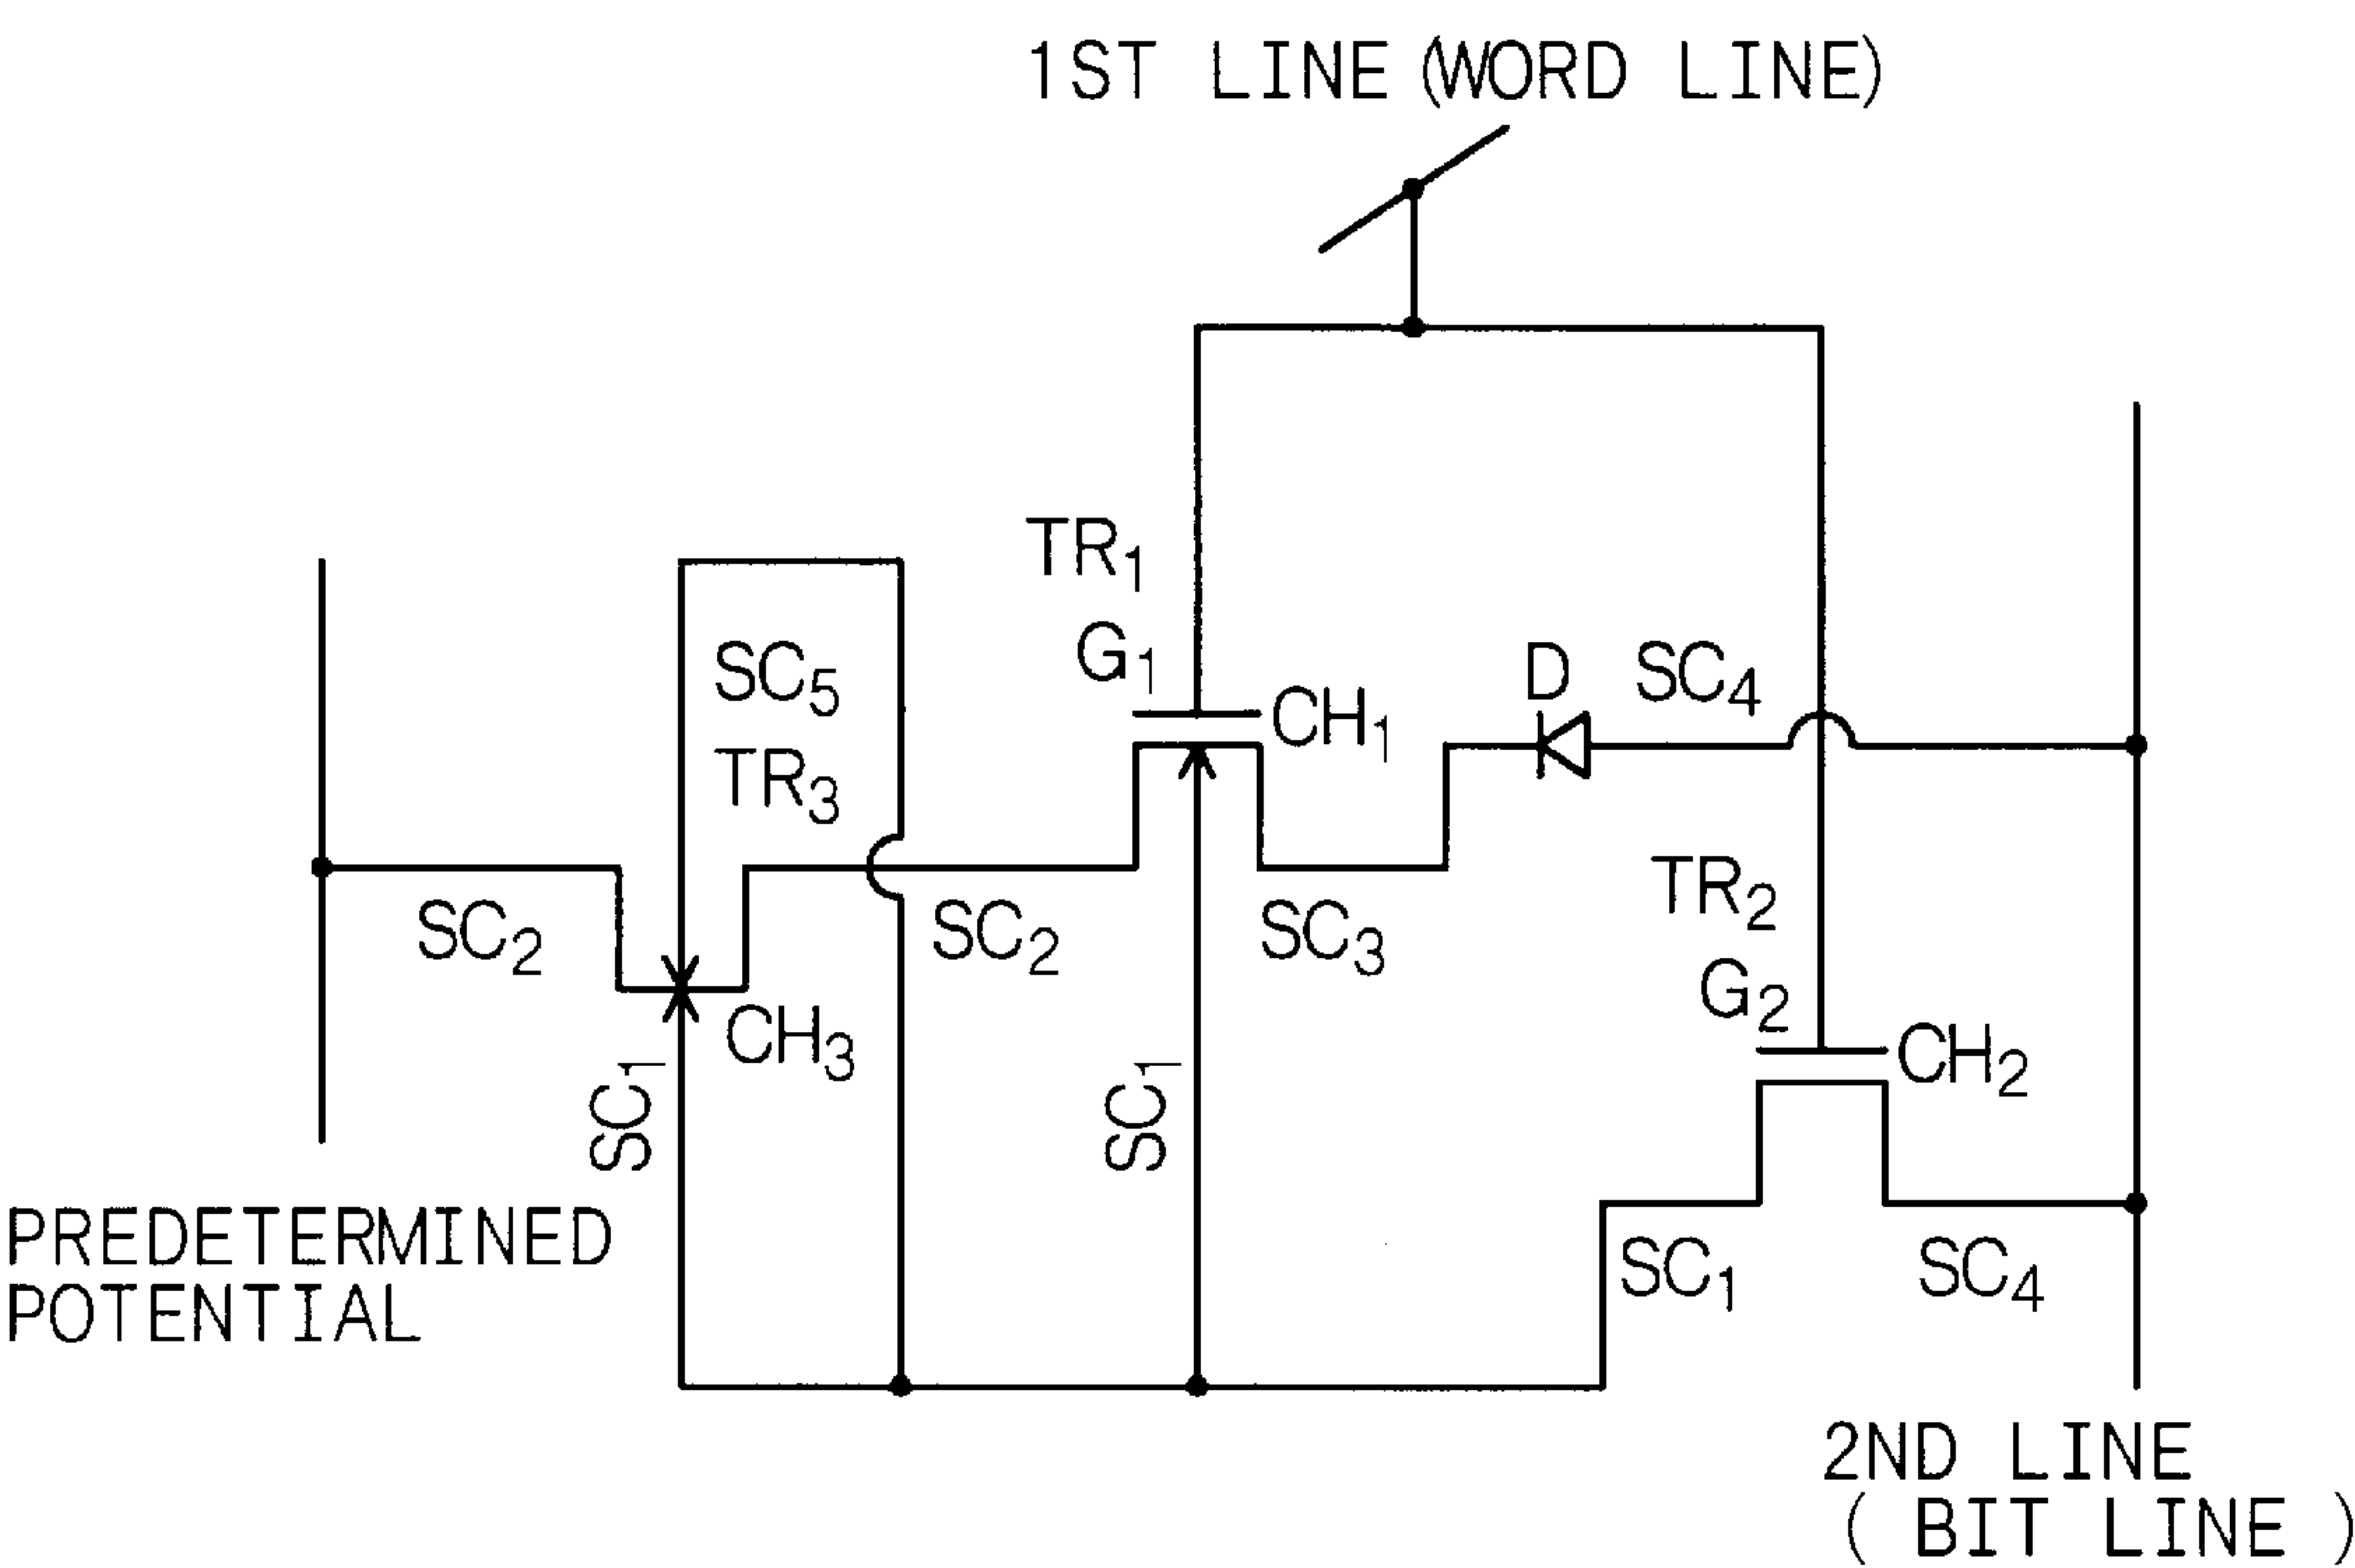 1ST LINE (WORD LINE)
TR1
G1
CH1
SC5
TR3
D
SC4
SC2
CH3
SC1
SC2
SC1
SC3
TR2
G2
CH2
SC1
SC4
PREDETERMINED
POTENTIAL
2ND LINE
( BIT LINE )